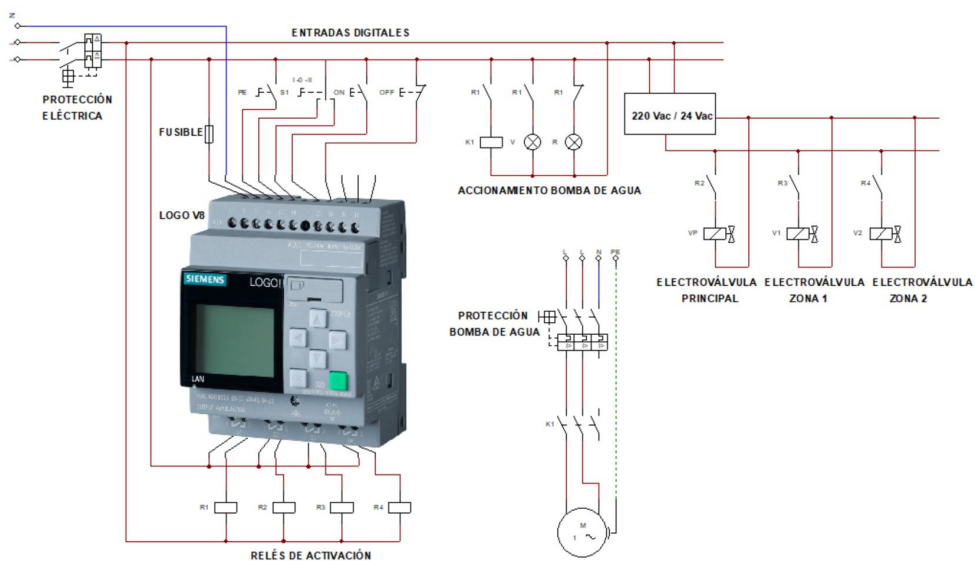 N
ENTRADAS DIGITALES
PROTECCIÓN
ELÉCTRICA
PE
S1
I -0 -II
ON
OFF
R1
R1
R1
220 Vac / 24 Vac
FUSIBLE
K1
V
R
ACCIONAMIENTO BOMBA DE AGUA
R2
R3
R4
LOGO V8
VP
V1
V2
SIEMENS
LOGO!
L
L
N
PE
ELECTROVÁLVULA
PRINCIPAL
ELECTROVÁLVULA
ZONA 1
ELECTROVÁLVULA
ZONA 2
PROTECCIÓN
BOMBA DE AGUA
ESC
OK
LAN
K1
R1
R2
R3
R4
M
1
RELÉS DE ACTIVACIÓN